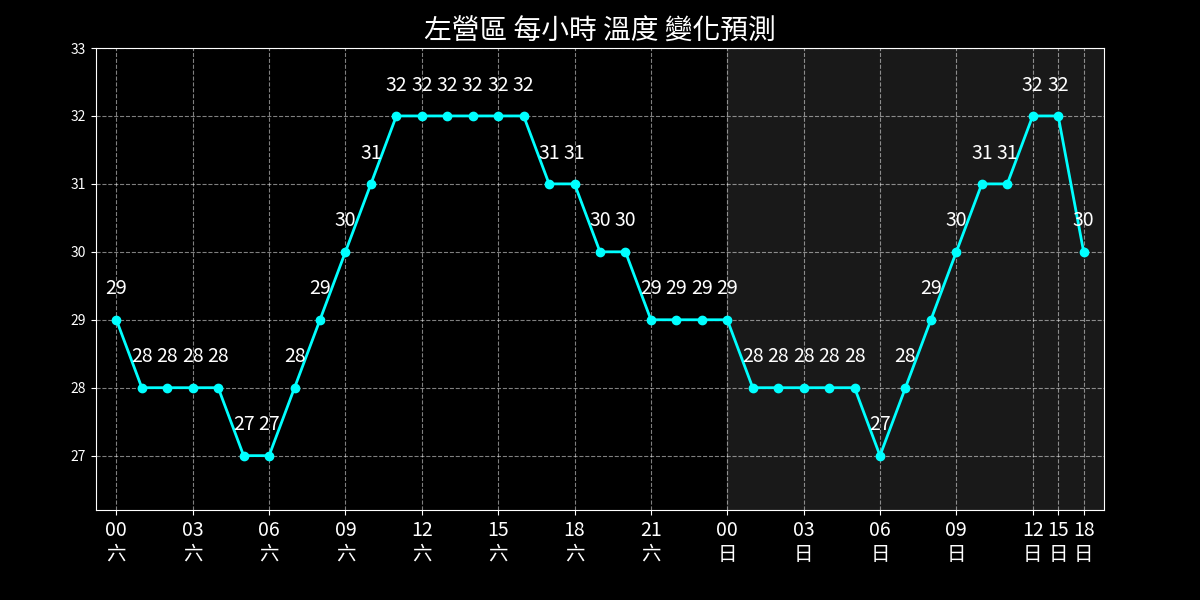 左營區 每小時 溫度 變化預測
33
32 32 32 32 32 32 32 32
32
31 31 31 31 31
31
30 30 30 30 30
30
29 29 29 29 29 29 29
29
28 28 28 28 28 28 28 28 28 28 28
28
27 27 27
27
00 03 06 09 12 15 18 21 00 03 06 09 12 15 18
六 六 六 六 六 六 六 六 日 日 日 日 日 日 日